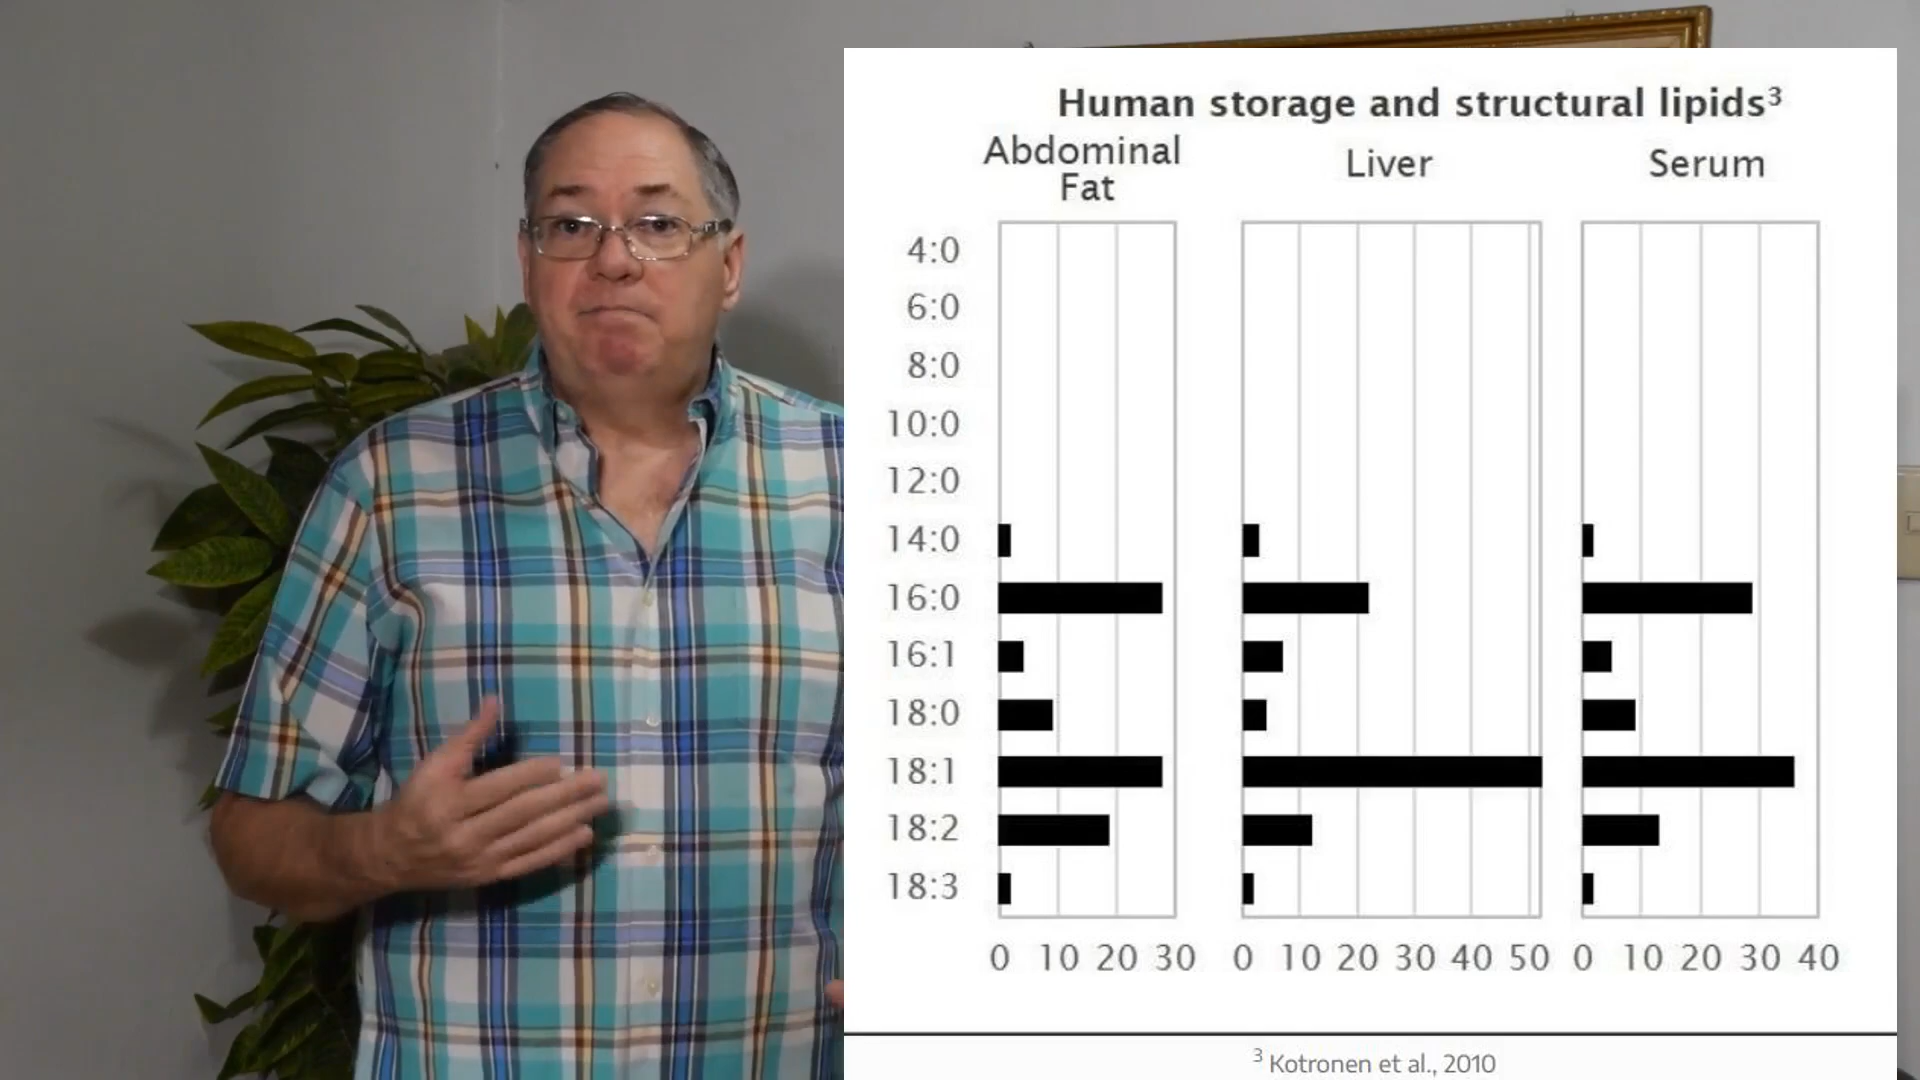 Human storage and structural lipids³
Abdominal
Fat
Liver
Serum
4:0
6:0
8:0
10:0
12:0
14:0
16:0
16:1
18:0
18:1
18:2
18:3
0 10 20 30
0 10 20 30 40 50
0 10 20 30 40
³ Kotronen et al., 2010